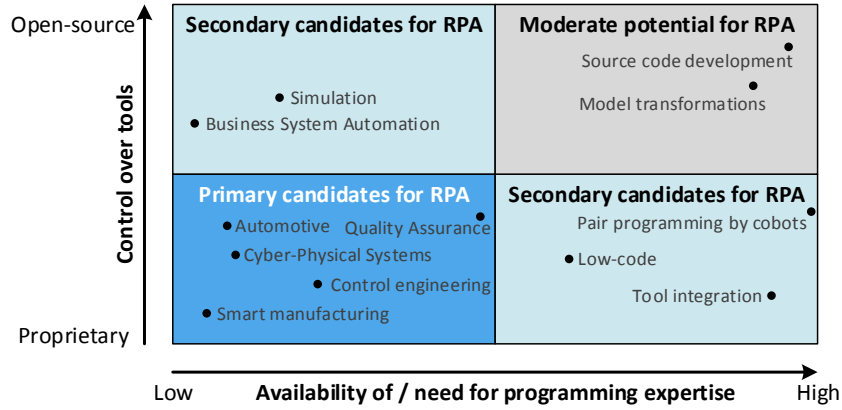 Open-source
Control over tools
Proprietary
Secondary candidates for RPA
Simulation
Business System Automation
Moderate potential for RPA
Source code development
Model transformations
Primary candidates for RPA
Automotive
Quality Assurance
Cyber-Physical Systems
Control engineering
Smart manufacturing
Secondary candidates for RPA
Pair programming by cobots
Low-code
Tool integration
Low
Availability of / need for programming expertise
High